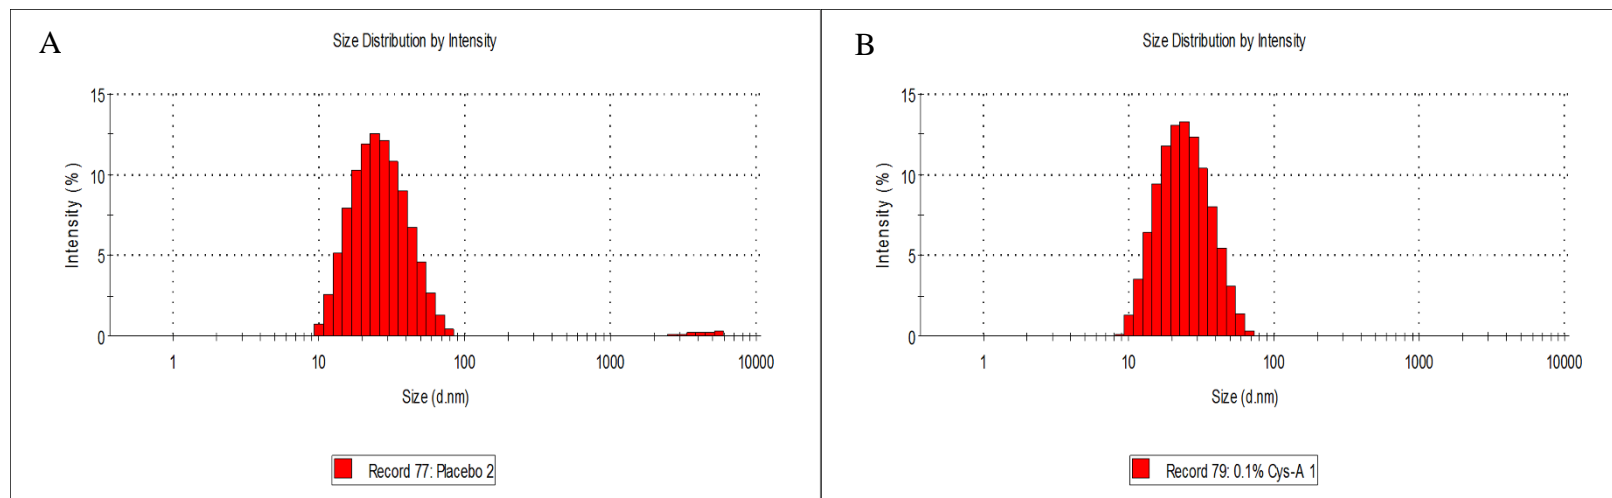 A
Size Distribution by Intensity
15
10
5
0
Intensity (%)
1 10 100 1000 10000
Size (d.nm)
Record 77: Placebo 2
B
Size Distribution by Intensity
15
10
5
0
Intensity (%)
1 10 100 1000 10000
Size (d.nm)
Record 79: 0.1% Cys-A 1